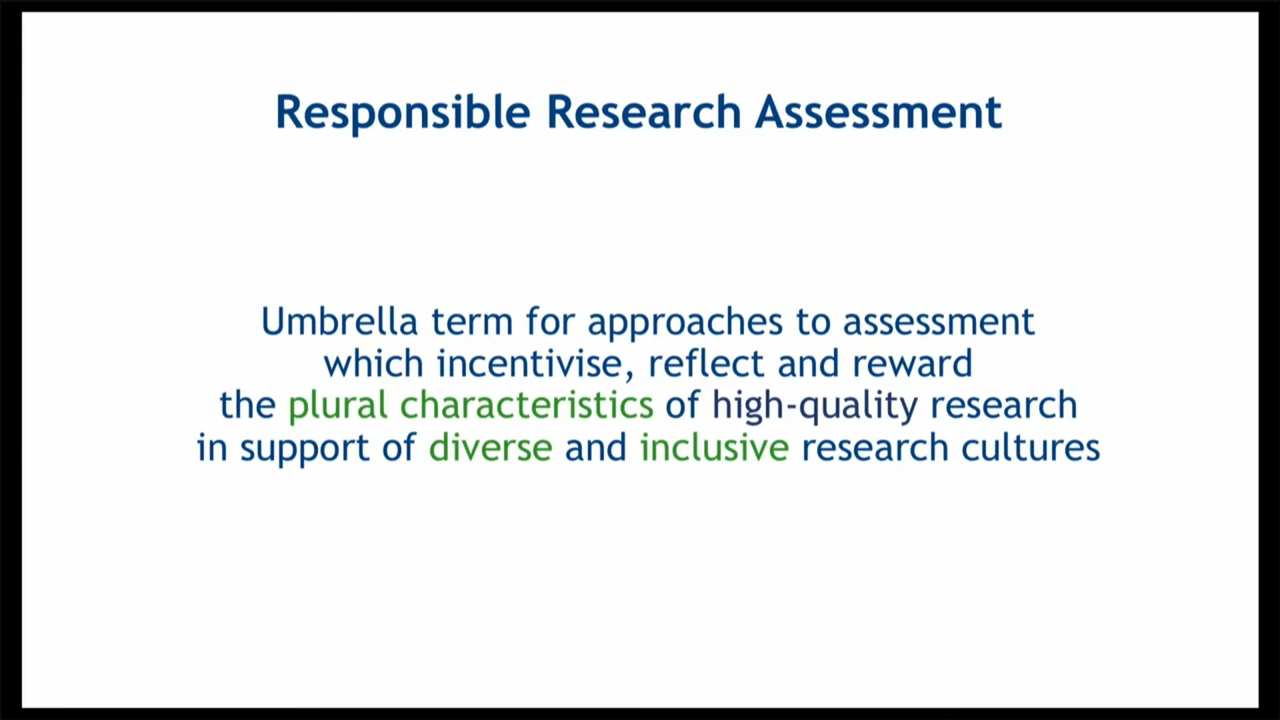 Responsible Research Assessment
Umbrella term for approaches to assessment
which incentivise, reflect and reward
the plural characteristics of high-quality research
in support of diverse and inclusive research cultures